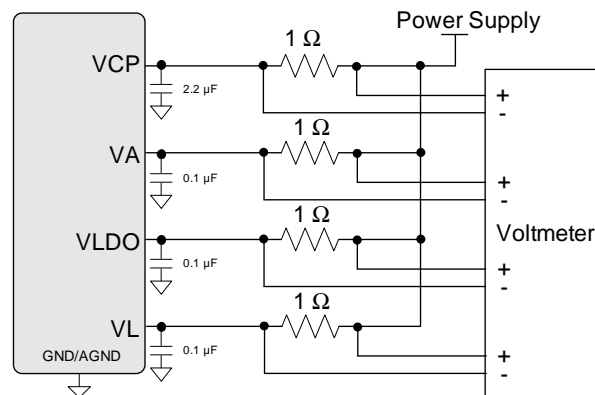 Power Supply
1 Ω
VCP
2.2 µF
+
-
1 Ω
VA
0.1 µF
+
-
1 Ω
VLDO
0.1 µF
Voltmeter
+
-
1 Ω
VL
0.1 µF
GND/AGND
+
-